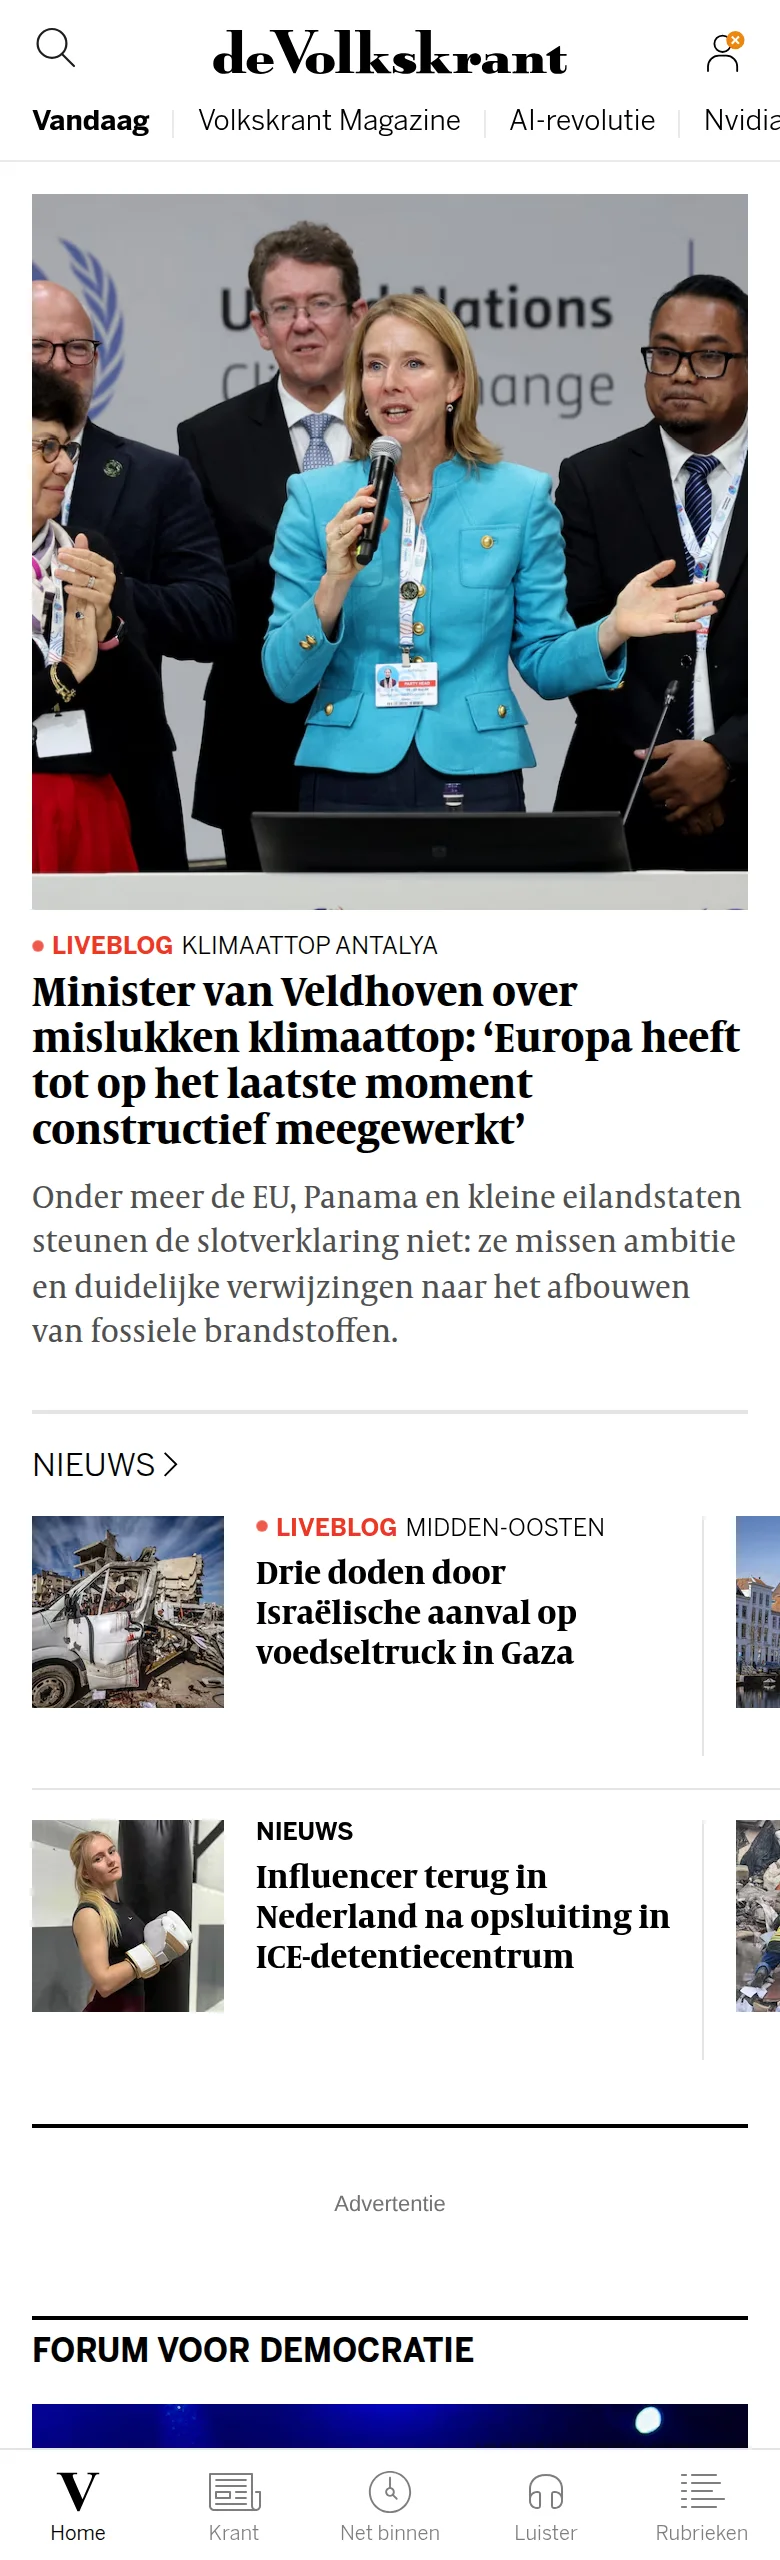 deVolkskrant
Vandaag
Volkskrant Magazine
AI-revolutie
Nvidia
Nations
LIVEBLOG KLIMAATTOP ANTALYA
Minister van Veldhoven over
mislukken klimaattop: ‘Europa heeft
tot op het laatste moment
constructief meegewerkt’
Onder meer de EU, Panama en kleine eilandstaten
steunen de slotverklaring niet: ze missen ambitie
en duidelijke verwijzingen naar het afbouwen
van fossiele brandstoffen.
NIEUWS
LIVEBLOG MIDDEN-OOSTEN
Drie doden door
Israëlische aanval op
voedseltruck in Gaza
NIEUWS
Influencer terug in
Nederland na opsluiting in
ICE-detentiecentrum
Advertentie
FORUM VOOR DEMOCRATIE
V
Home
Krant
Net binnen
Luister
Rubrieken